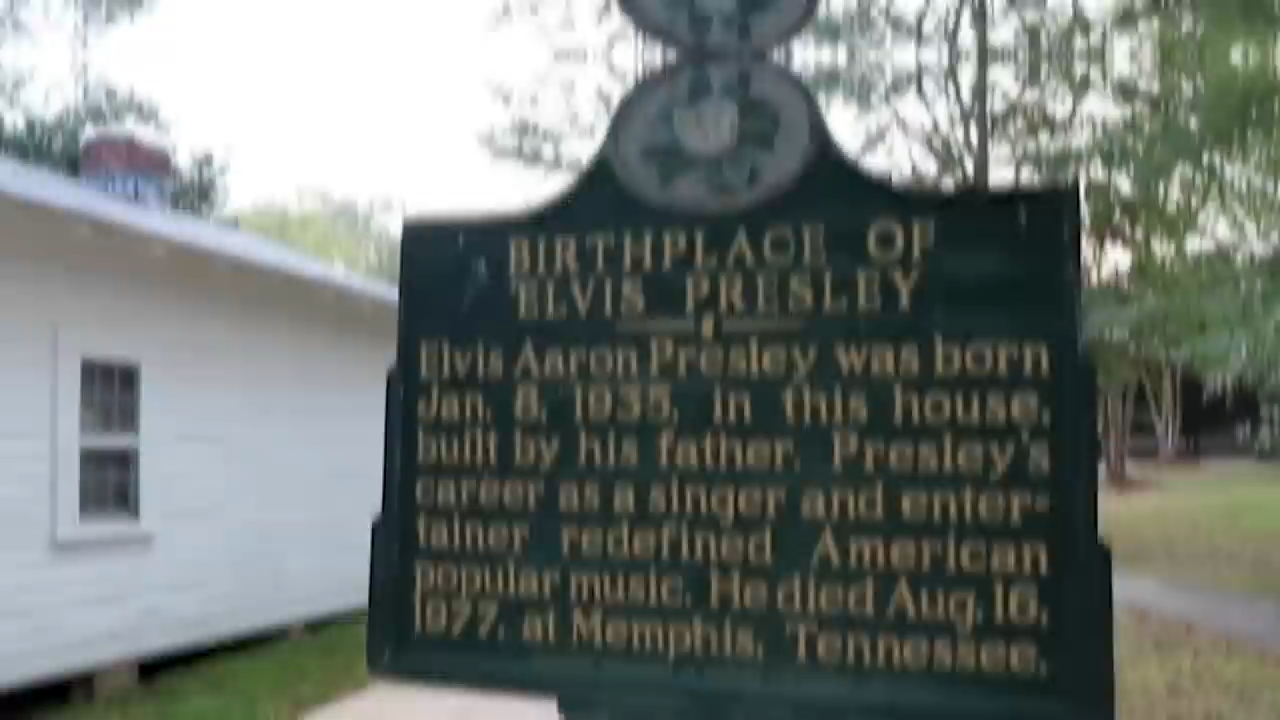 BIRTHPLACE OF
ELVIS PRESLEY
Elvis Aaron Presley was born
Jan. 8, 1935, in this house,
built by his father. Presley's
career as a singer and enter-
tainer redefined American
popular music. He died Aug. 16,
1977, at Memphis, Tennessee.